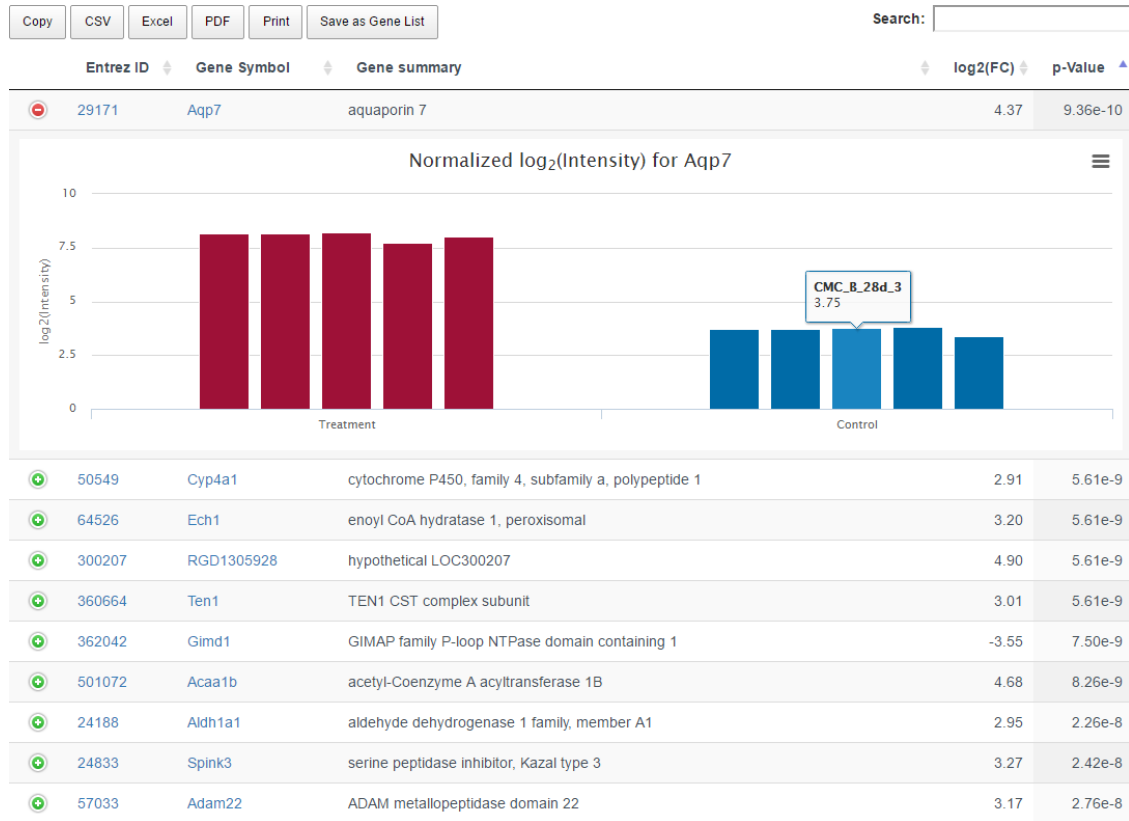 Copy CSV Excel PDF Print Save as Gene List Search:
Entrez ID Gene Symbol Gene summary log2(FC) p-Value
29171 Aqp7 aquaporin 7 4.37 9.36e-10
Normalized log2(Intensity) for Aqp7
10
7.5
5
2.5
0
log2(Intensity)
CMC_B_28d_3
3.75
Treatment Control
50549 Cyp4a1 cytochrome P450, family 4, subfamily a, polypeptide 1 2.91 5.61e-9
64526 Ech1 enoyl CoA hydratase 1, peroxisomal 3.20 5.61e-9
300207 RGD1305928 hypothetical LOC300207 4.90 5.61e-9
360664 Ten1 TEN1 CST complex subunit 3.01 5.61e-9
362042 Gimd1 GIMAP family P-loop NTPase domain containing 1 -3.55 7.50e-9
501072 Acaa1b acetyl-Coenzyme A acyltransferase 1B 4.68 8.26e-9
24188 Aldh1a1 aldehyde dehydrogenase 1 family, member A1 2.95 2.26e-8
24833 Spink3 serine peptidase inhibitor, Kazal type 3 3.27 2.42e-8
57033 Adam22 ADAM metallopeptidase domain 22 3.17 2.76e-8